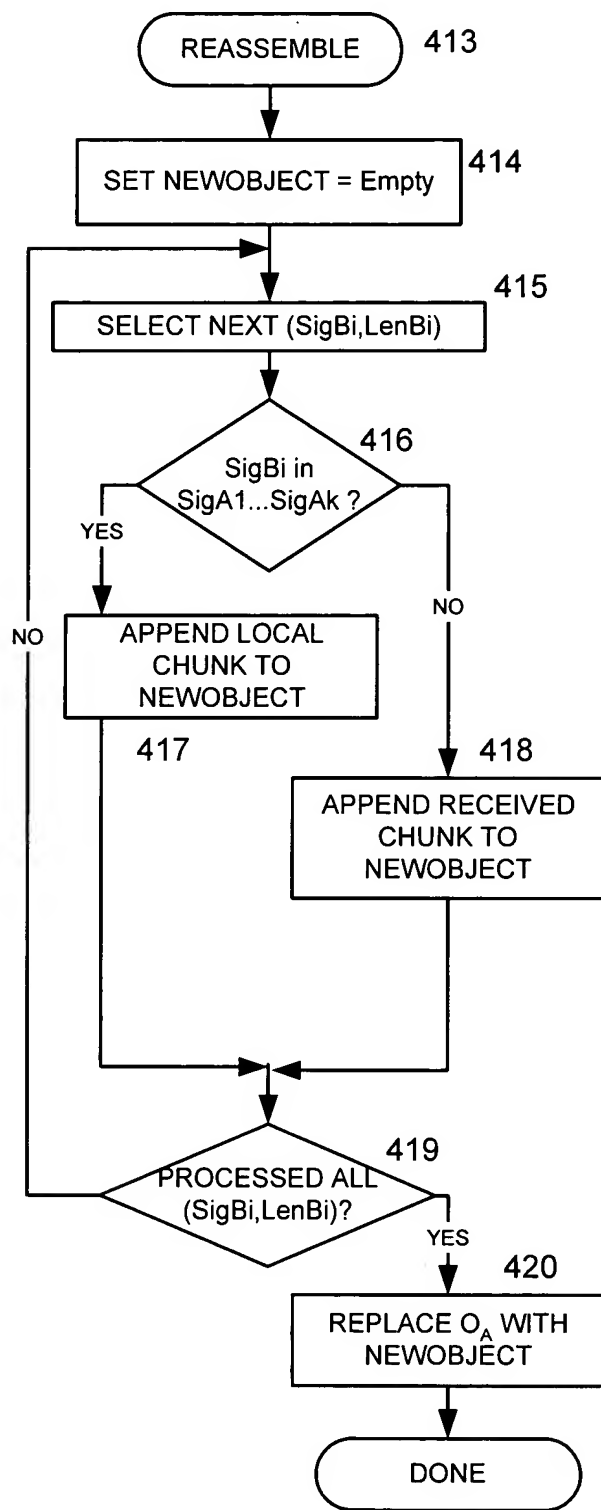 REASSEMBLE
413
SET NEWOBJECT = Empty
414
415
SELECT NEXT (SigBi,LenBi)
416
SigBi in
SigA1...SigAk ?
YES
NO
NO
APPEND LOCAL
CHUNK TO
NEWOBJECT
417
418
APPEND RECEIVED
CHUNK TO
NEWOBJECT
419
PROCESSED ALL
(SigBi,LenBi)?
YES
420
REPLACE O_A WITH
NEWOBJECT
DONE